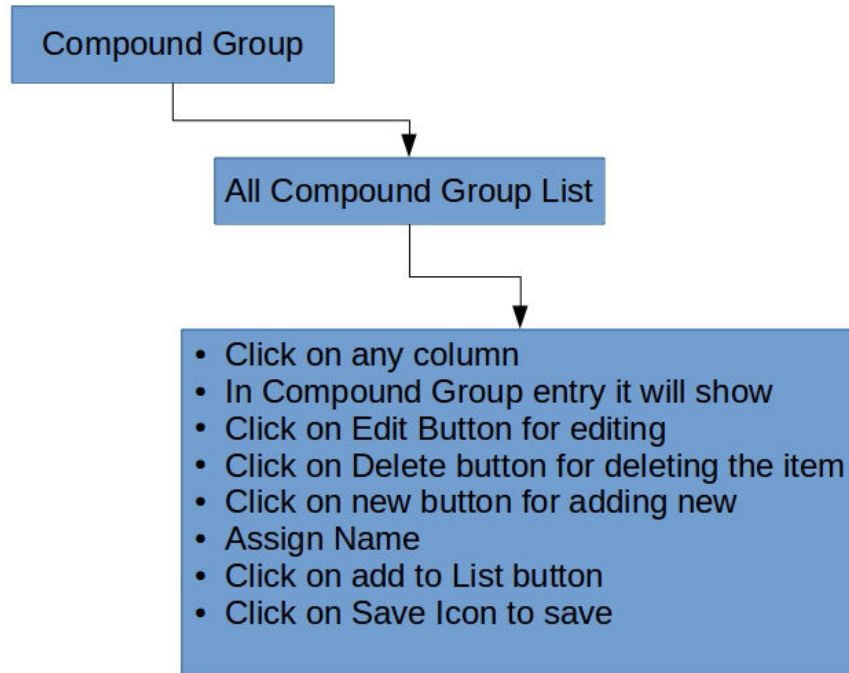 Compound Group
All Compound Group List
• Click on any column
• In Compound Group entry it will show
• Click on Edit Button for editing
• Click on Delete button for deleting the item
• Click on new button for adding new
• Assign Name
• Click on add to List button
• Click on Save Icon to save